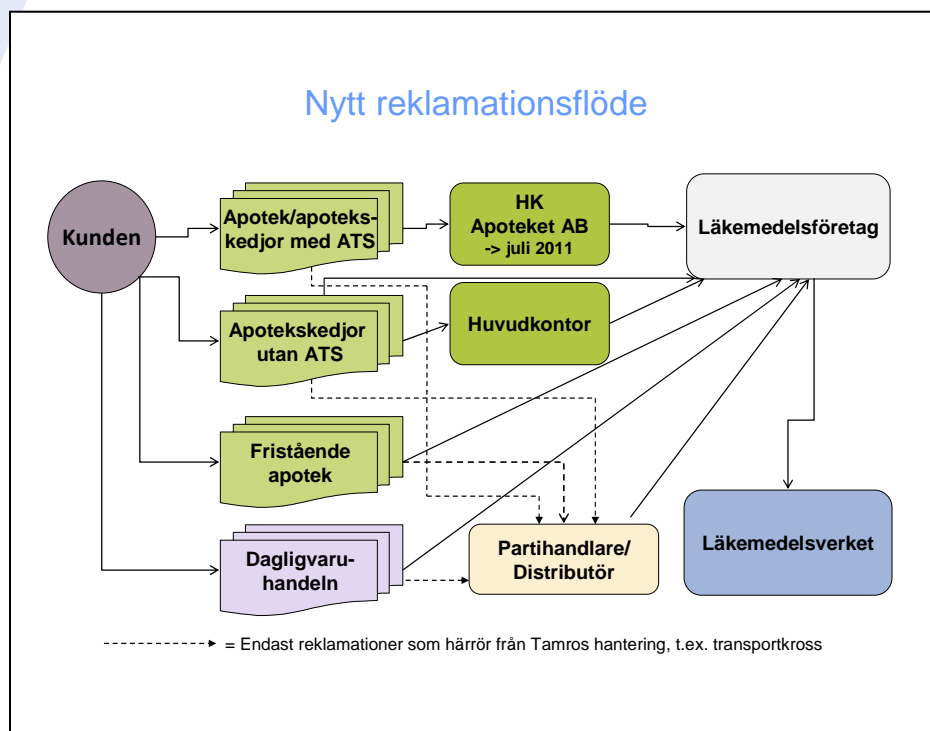 Nytt reklamationsflöde
Kunden
Apotek/apoteks-
kedjor med ATS
HK
Apoteket AB
-> juli 2011
Läkemedelsföretag
Apotekskedjor
utan ATS
Huvudkontor
Fristående
apotek
Dagligvaru-
handeln
Partihandlare/
Distributör
Läkemedelsverket
= Endast reklamationer som härrör från Tamros hantering, t.ex. transportkross